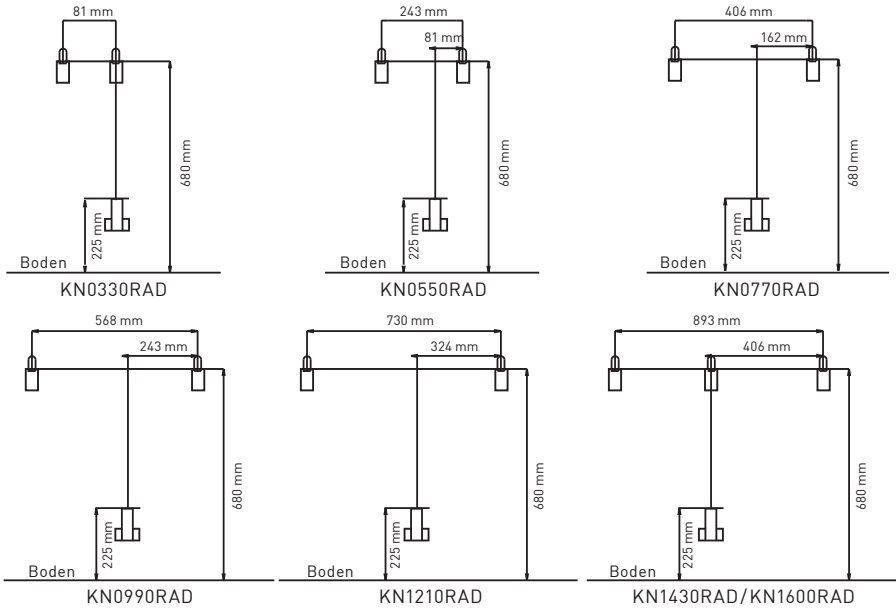 81 mm
680 mm
225 mm
Boden
KN0330RAD
243 mm
81 mm
680 mm
225 mm
Boden
KN0550RAD
406 mm
162 mm
680 mm
225 mm
Boden
KN0770RAD
568 mm
243 mm
680 mm
225 mm
Boden
KN0990RAD
730 mm
324 mm
680 mm
225 mm
Boden
KN1210RAD
893 mm
406 mm
680 mm
225 mm
Boden
KN1430RAD/KN1600RAD